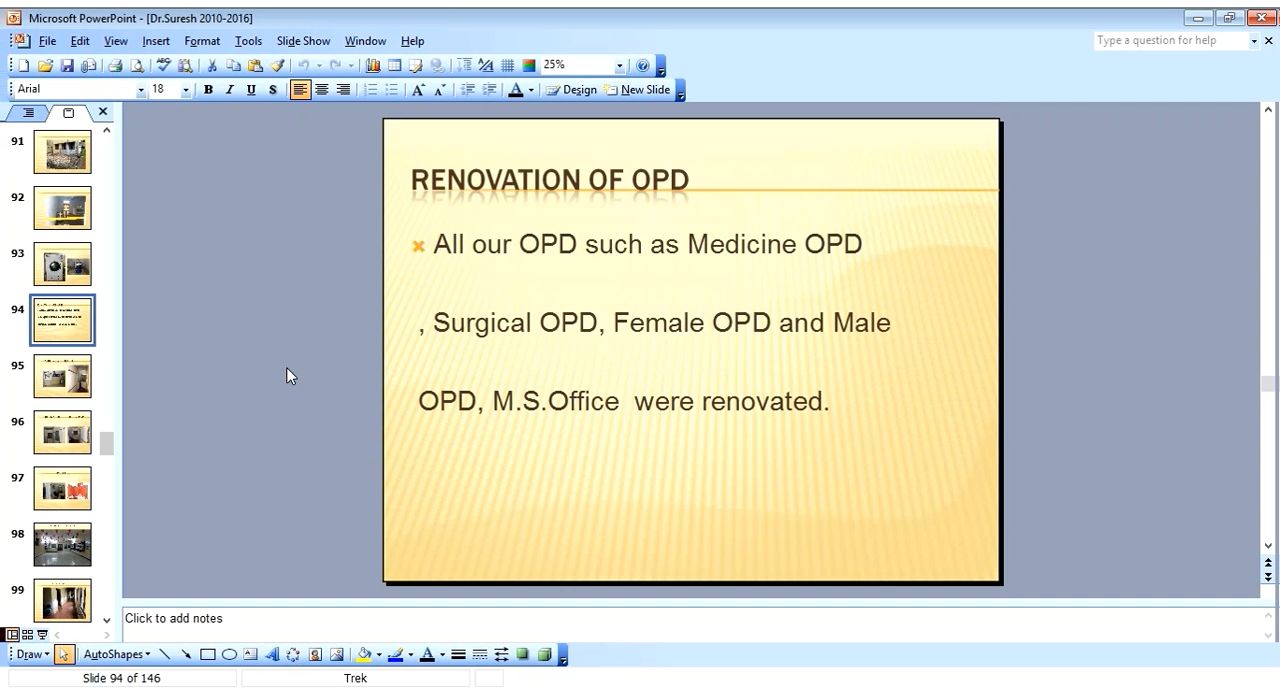 Microsoft PowerPoint - [Dr.Suresh 2010-2016]
File Edit View Insert Format Tools Slide Show Window Help
Type a question for help
25%
Arial 18 B I U S A A A Design New Slide
91
92
93
94
95
96
97
98
99
RENOVATION OF OPD
All our OPD such as Medicine OPD
, Surgical OPD, Female OPD and Male
OPD, M.S.Office were renovated.
Click to add notes
Draw AutoShapes
Slide 94 of 146 Trek